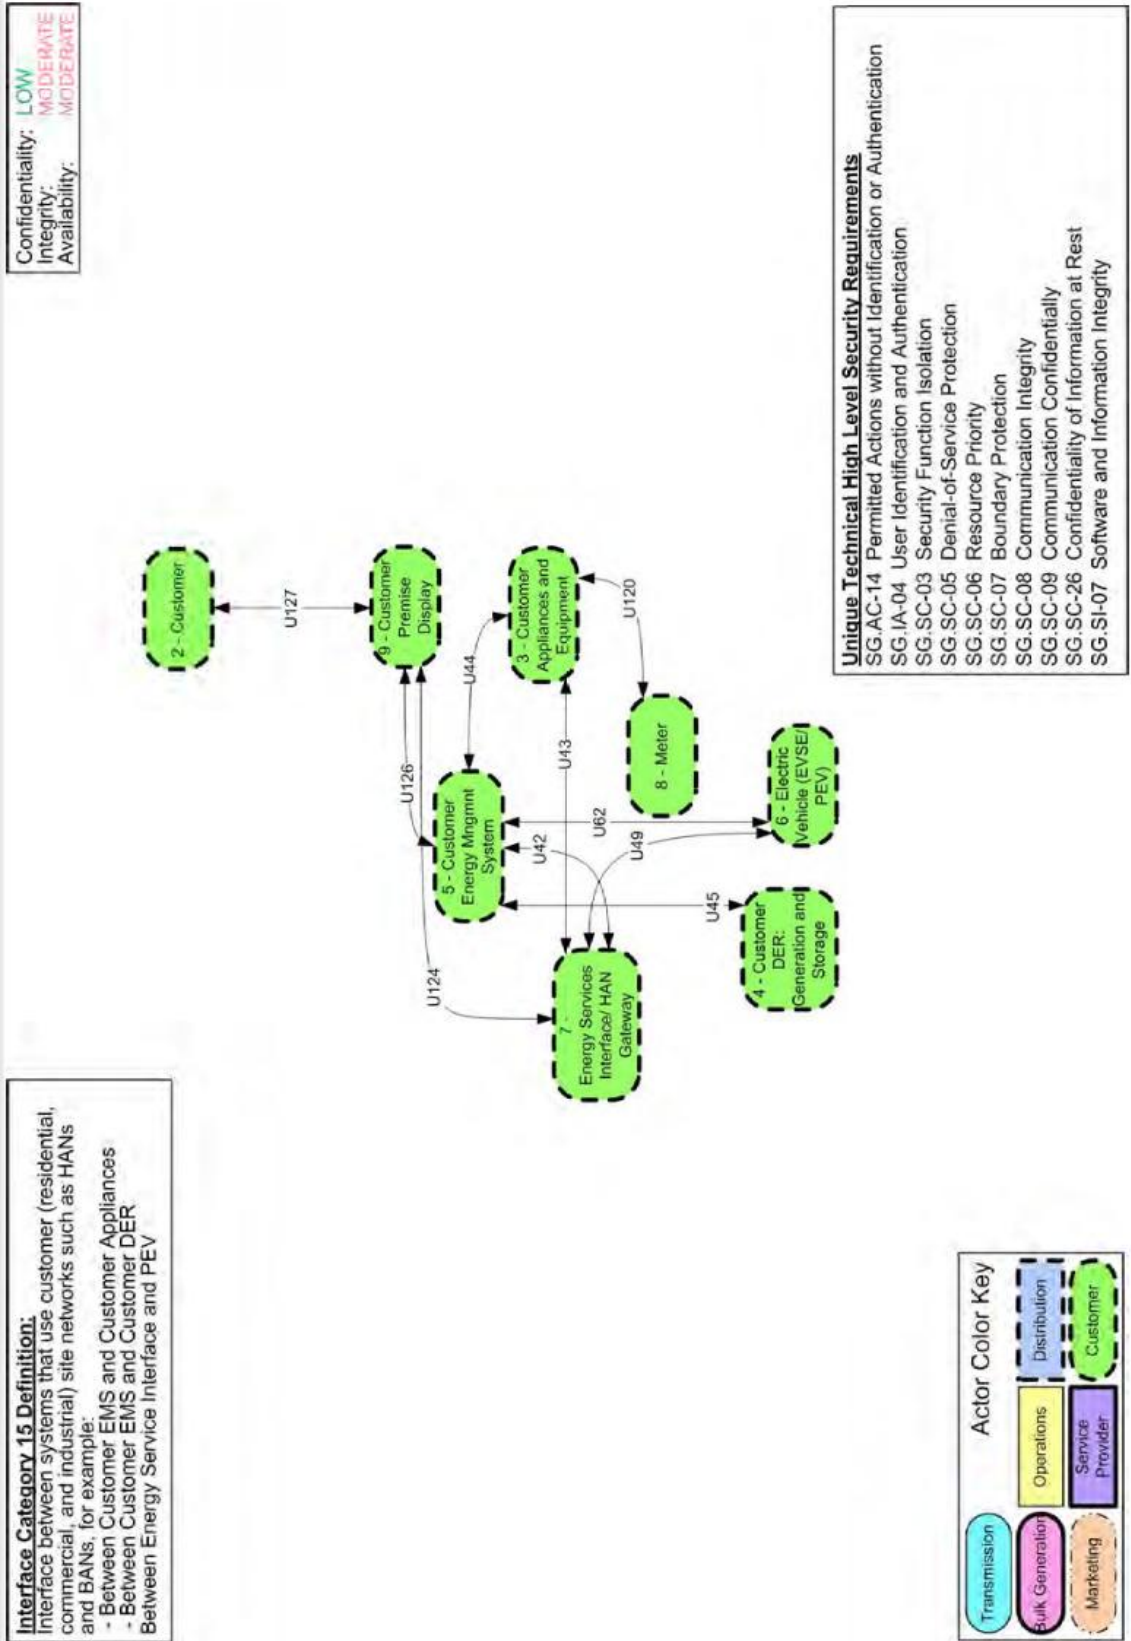 Interface Category 15 Definition:
Interface between systems that use customer (residential,
commercial, and industrial) site networks such as HANs
and BANs, for example:
- Between Customer EMS and Customer Appliances
- Between Customer EMS and Customer DER
Between Energy Service Interface and PEV
Confidentiality: LOW
Integrity: MODERATE
Availability: MODERATE
2 - Customer
U127
9 - Customer
Premise
Display
U126
U124
U44
5 - Customer
Energy Mngmnt
System
3 - Customer
Appliances and
Equipment
U120
U43
U42
U62
U49
U45
7 -
Energy Services
Interface/ HAN
Gateway
8 - Meter
4 - Customer
DER:
Generation and
Storage
6 - Electric
Vehicle (EVSE/
PEV)
Actor Color Key
Transmission
Operations
Distribution
Bulk Generation
Marketing
Service
Provider
Customer
Unique Technical High Level Security Requirements
SG.AC-14 Permitted Actions without Identification or Authentication
SG.IA-04 User Identification and Authentication
SG.SC-03 Security Function Isolation
SG.SC-05 Denial-of-Service Protection
SG.SC-06 Resource Priority
SG.SC-07 Boundary Protection
SG.SC-08 Communication Integrity
SG.SC-09 Communication Confidentially
SG.SC-26 Confidentiality of Information at Rest
SG.SI-07 Software and Information Integrity